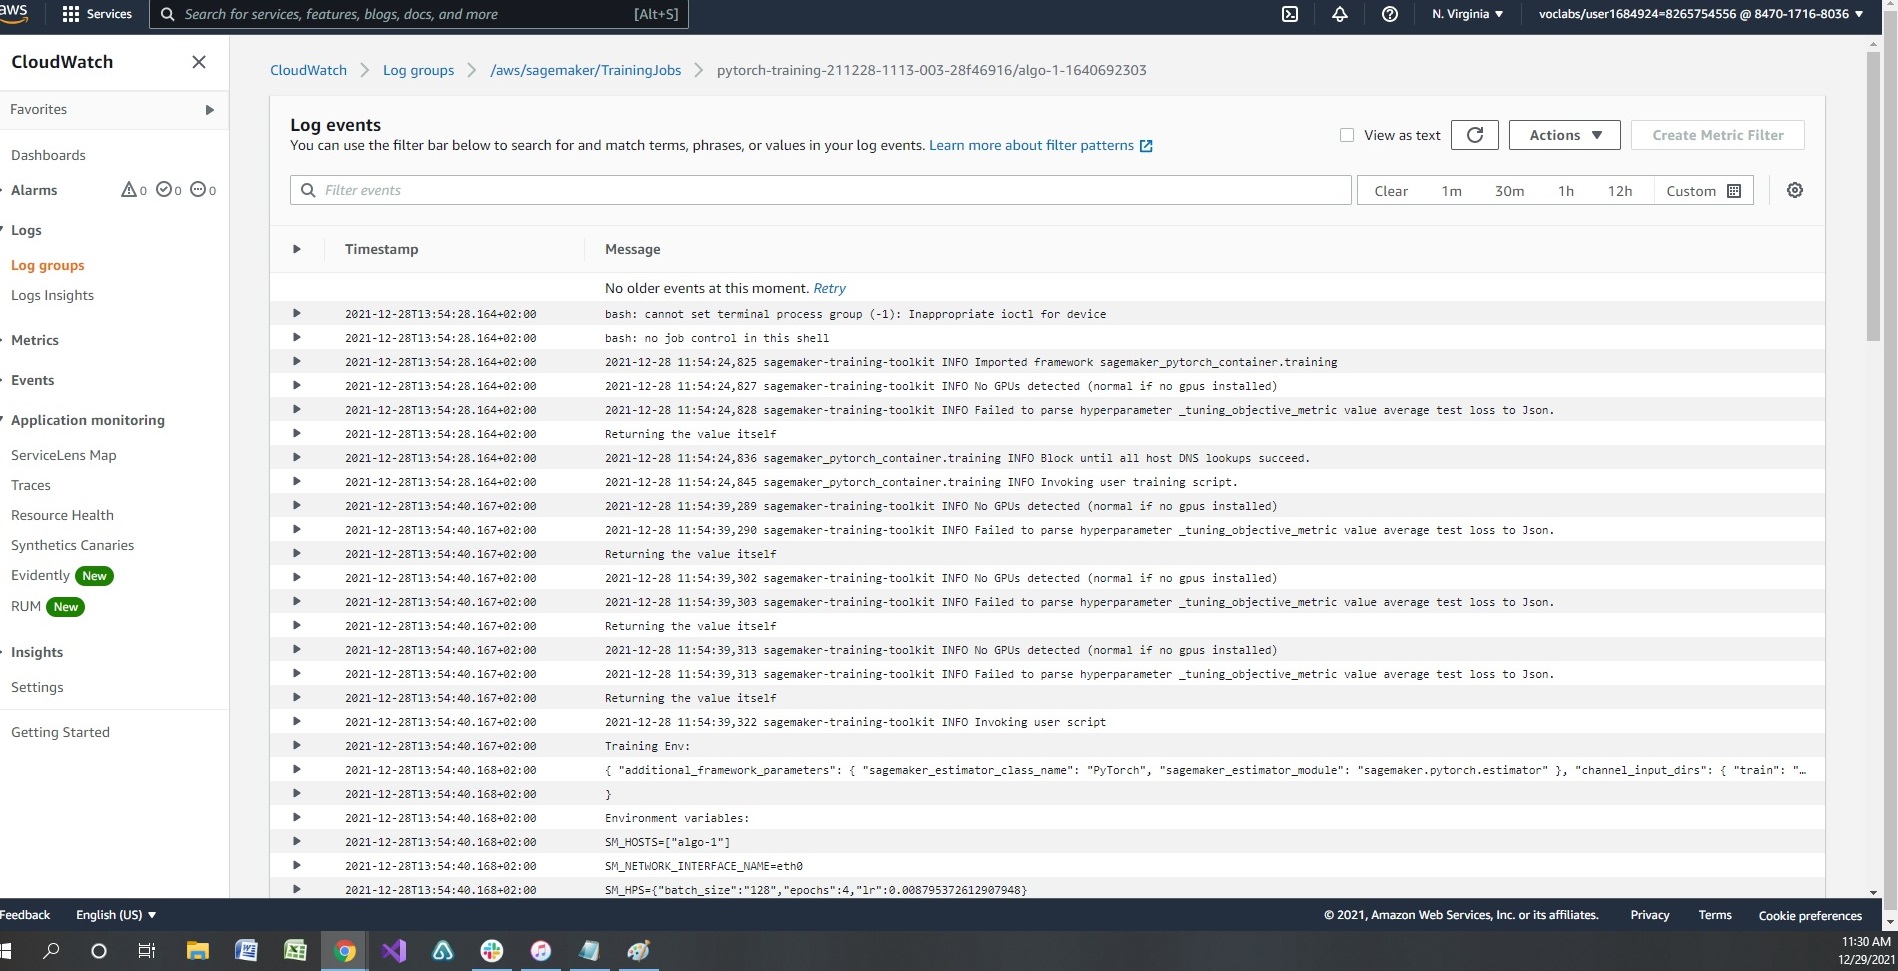 aws
Services
Search for services, features, blogs, docs, and more
[Alt+S]
N. Virginia
voclabs/user1684924=8265754556 @ 8470-1716-8036
CloudWatch
Favorites
Dashboards
Alarms 0 0 0
Logs
Log groups
Logs Insights
Metrics
Events
Application monitoring
ServiceLens Map
Traces
Resource Health
Synthetics Canaries
Evidently New
RUM New
Insights
Settings
Getting Started
CloudWatch Log groups /aws/sagemaker/TrainingJobs pytorch-training-211228-1113-003-28f46916/algo-1-1640692303
Log events
You can use the filter bar below to search for and match terms, phrases, or values in your log events. Learn more about filter patterns
View as text
Actions
Create Metric Filter
Filter events
Clear 1m 30m 1h 12h Custom
Timestamp Message
No older events at this moment. Retry
2021-12-28T13:54:28.164+02:00 bash: cannot set terminal process group (-1): Inappropriate ioctl for device
2021-12-28T13:54:28.164+02:00 bash: no job control in this shell
2021-12-28T13:54:28.164+02:00 2021-12-28 11:54:24,825 sagemaker-training-toolkit INFO Imported framework sagemaker_pytorch_container.training
2021-12-28T13:54:28.164+02:00 2021-12-28 11:54:24,827 sagemaker-training-toolkit INFO No GPUs detected (normal if no gpus installed)
2021-12-28T13:54:28.164+02:00 2021-12-28 11:54:24,828 sagemaker-training-toolkit INFO Failed to parse hyperparameter _tuning_objective_metric value average test loss to Json.
2021-12-28T13:54:28.164+02:00 Returning the value itself
2021-12-28T13:54:28.164+02:00 2021-12-28 11:54:24,836 sagemaker_pytorch_container.training INFO Block until all host DNS lookups succeed.
2021-12-28T13:54:28.164+02:00 2021-12-28 11:54:24,845 sagemaker_pytorch_container.training INFO Invoking user training script.
2021-12-28T13:54:40.167+02:00 2021-12-28 11:54:39,289 sagemaker-training-toolkit INFO No GPUs detected (normal if no gpus installed)
2021-12-28T13:54:40.167+02:00 2021-12-28 11:54:39,290 sagemaker-training-toolkit INFO Failed to parse hyperparameter _tuning_objective_metric value average test loss to Json.
2021-12-28T13:54:40.167+02:00 Returning the value itself
2021-12-28T13:54:40.167+02:00 2021-12-28 11:54:39,302 sagemaker-training-toolkit INFO No GPUs detected (normal if no gpus installed)
2021-12-28T13:54:40.167+02:00 2021-12-28 11:54:39,303 sagemaker-training-toolkit INFO Failed to parse hyperparameter _tuning_objective_metric value average test loss to Json.
2021-12-28T13:54:40.167+02:00 Returning the value itself
2021-12-28T13:54:40.167+02:00 2021-12-28 11:54:39,313 sagemaker-training-toolkit INFO No GPUs detected (normal if no gpus installed)
2021-12-28T13:54:40.167+02:00 2021-12-28 11:54:39,313 sagemaker-training-toolkit INFO Failed to parse hyperparameter _tuning_objective_metric value average test loss to Json.
2021-12-28T13:54:40.167+02:00 Returning the value itself
2021-12-28T13:54:40.167+02:00 2021-12-28 11:54:39,322 sagemaker-training-toolkit INFO Invoking user script
2021-12-28T13:54:40.167+02:00 Training Env:
2021-12-28T13:54:40.168+02:00 { "additional_framework_parameters": { "sagemaker_estimator_class_name": "PyTorch", "sagemaker_estimator_module": "sagemaker.pytorch.estimator" }, "channel_input_dirs": { "train": "…
2021-12-28T13:54:40.168+02:00 }
2021-12-28T13:54:40.168+02:00 Environment variables:
2021-12-28T13:54:40.168+02:00 SM_HOSTS=["algo-1"]
2021-12-28T13:54:40.168+02:00 SM_NETWORK_INTERFACE_NAME=eth0
2021-12-28T13:54:40.168+02:00 SM_HPS={"batch_size":"128","epochs":4,"lr":0.008795372612907948}
Feedback English (US) © 2021, Amazon Web Services, Inc. or its affiliates. Privacy Terms Cookie preferences
11:30 AM
12/29/2021